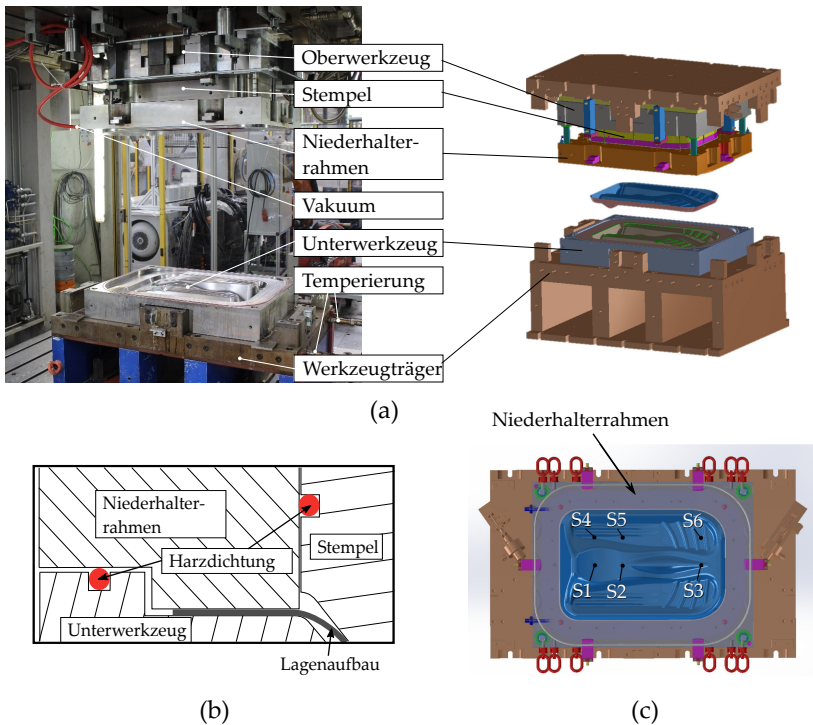 Oberwerkzeug
Stempel
Niederhalter-
rahmen
Vakuum
Unterwerkzeug
Temperierung
Werkzeugträger
(a)
Niederhalter-
rahmen
Harzdichtung
Stempel
Unterwerkzeug
Lagenaufbau
(b)
Niederhalterrahmen
S4 S5 S6
S1 S2 S3
(c)